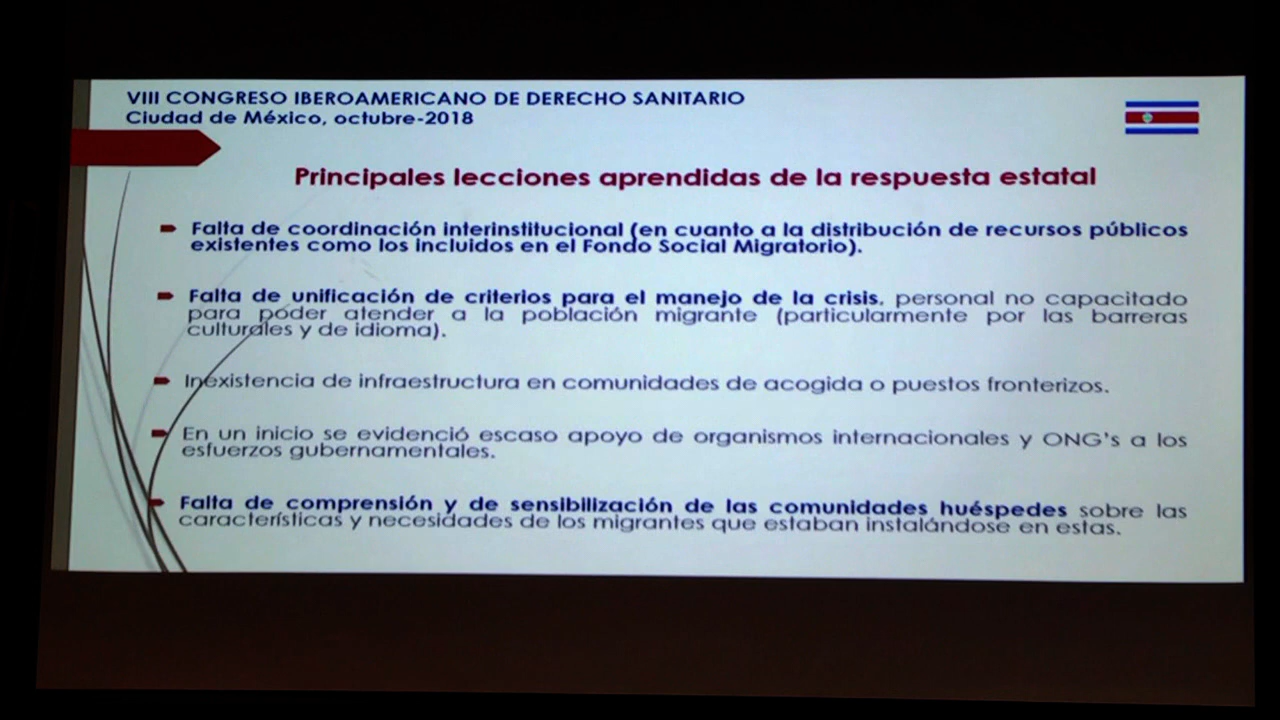 VIII CONGRESO IBEROAMERICANO DE DERECHO SANITARIO
Ciudad de México, octubre-2018
Principales lecciones aprendidas de la respuesta estatal
Falta de coordinación interinstitucional (en cuanto a la distribución de recursos públicos
existentes como los incluidos en el Fondo Social Migratorio).
Falta de unificación de criterios para el manejo de la crisis, personal no capacitado
para poder atender a la población migrante (particularmente por las barreras
culturales y de idioma).
Inexistencia de infraestructura en comunidades de acogida o puestos fronterizos.
En un inicio se evidenció escaso apoyo de organismos internacionales y ONG's a los
esfuerzos gubernamentales.
Falta de comprensión y de sensibilización de las comunidades huéspedes sobre las
características y necesidades de los migrantes que estaban instalándose en estas.